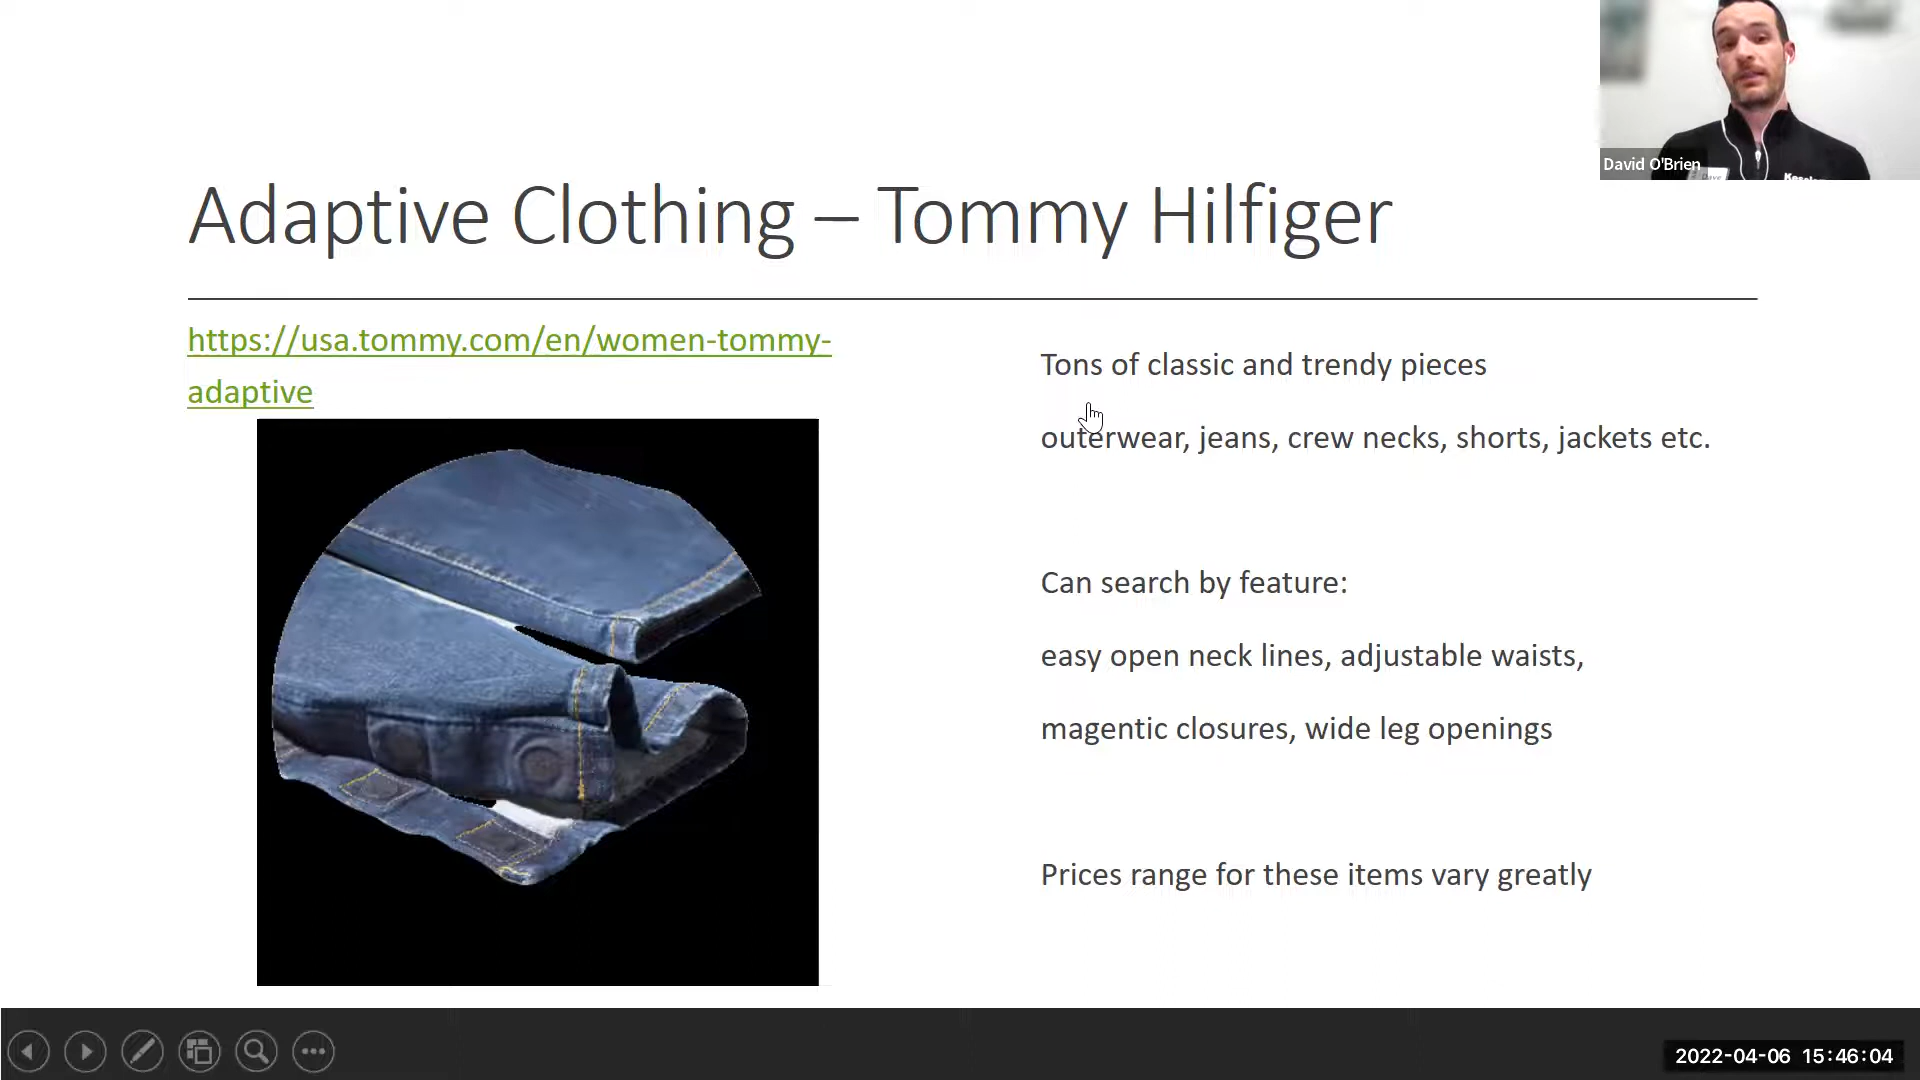 David O'Brien
Dave
Adaptive Clothing – Tommy Hilfiger
https://usa.tommy.com/en/women-tommy-
adaptive
Tons of classic and trendy pieces
outerwear, jeans, crew necks, shorts, jackets etc.
Can search by feature:
easy open neck lines, adjustable waists,
magentic closures, wide leg openings
Prices range for these items vary greatly
2022-04-06 15:46:04